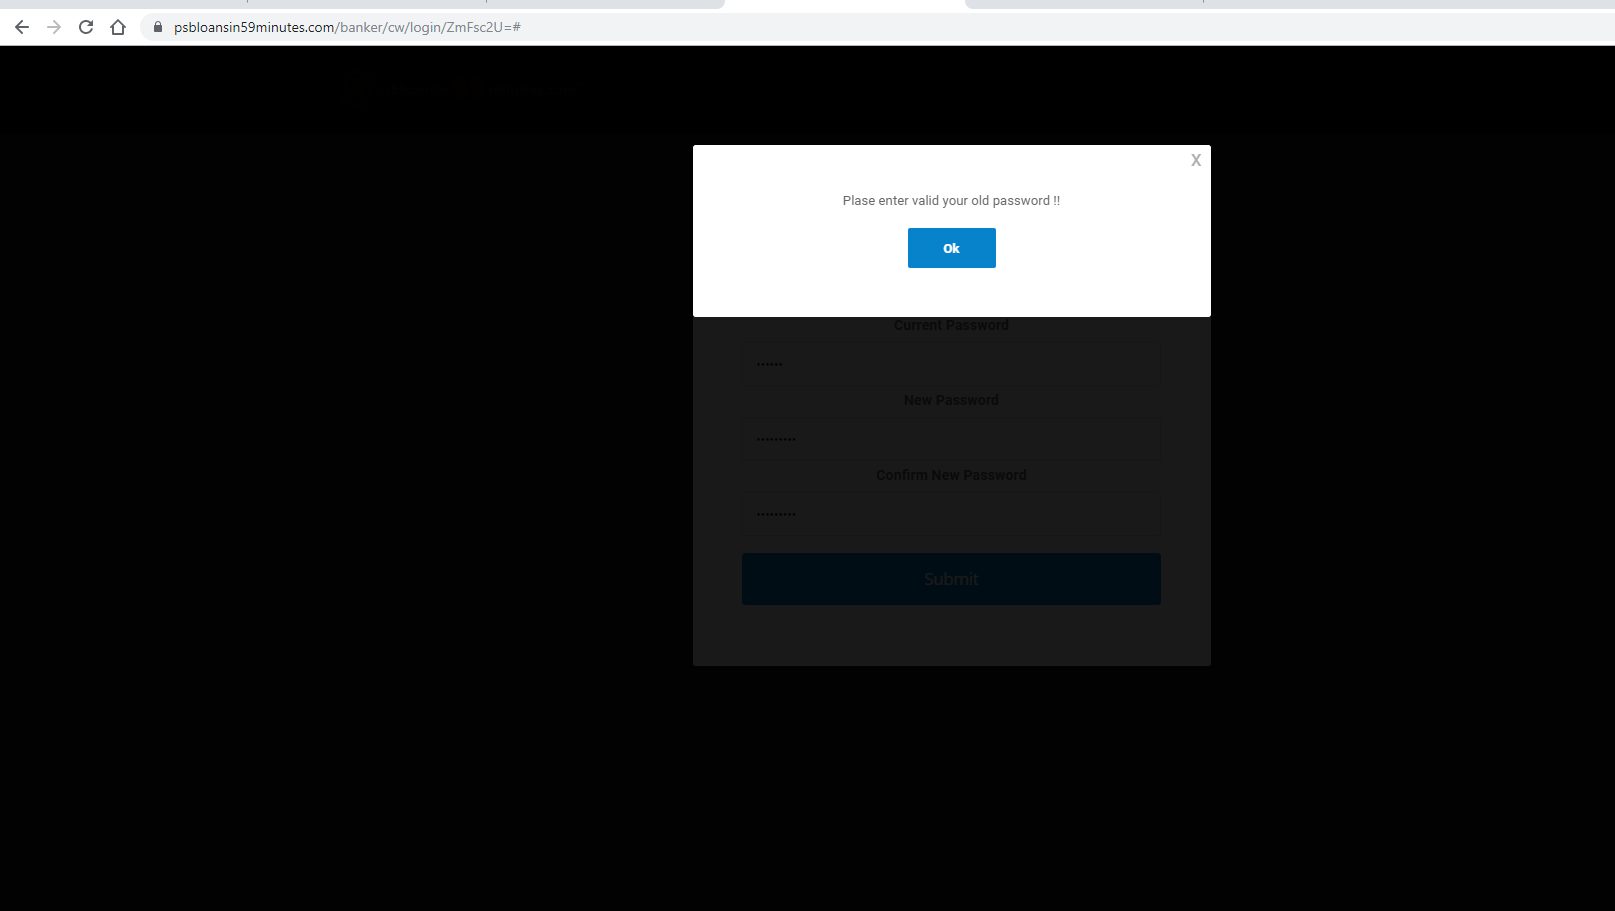 psbloansin59minutes.com/banker/cw/login/ZmFsc2U=#
X
Plase enter valid your old password !!
Ok
Current Password
••••••
New Password
•••••••••
Confirm New Password
•••••••••
Submit